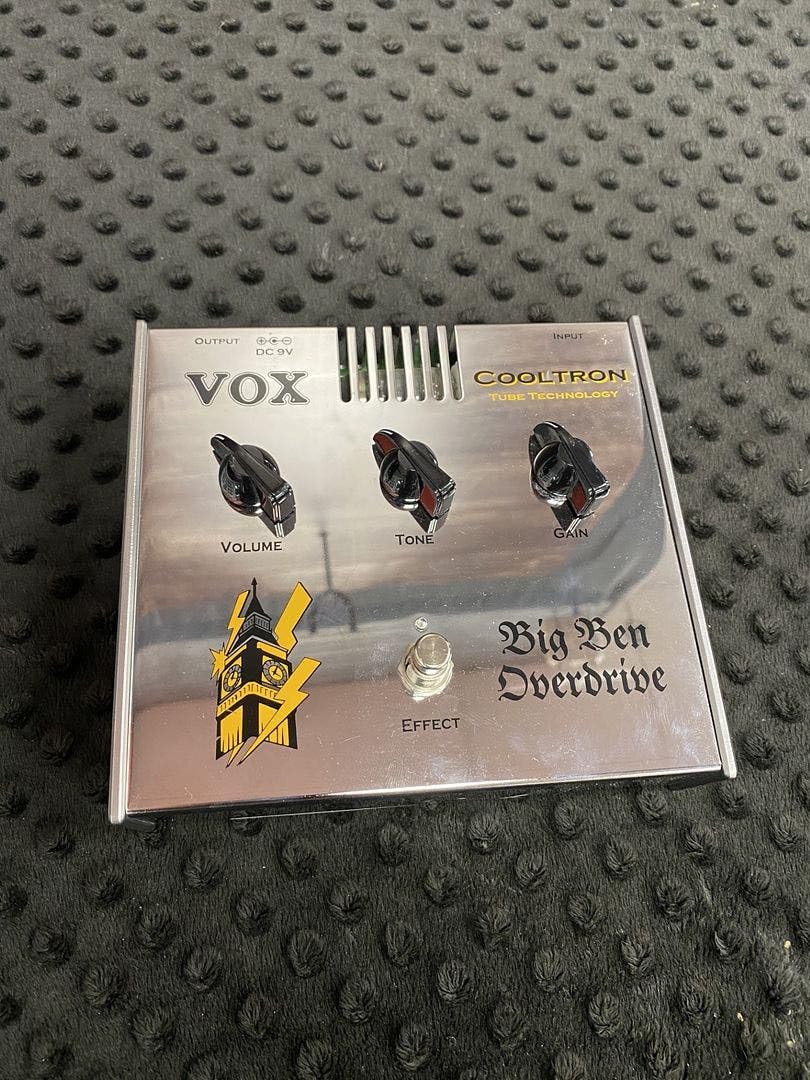 OUTPUT
DC 9V
INPUT
VOX
COOLTRON
TUBE TECHNOLOGY
VOLUME
TONE
GAIN
Big Ben
Overdrive
EFFECT